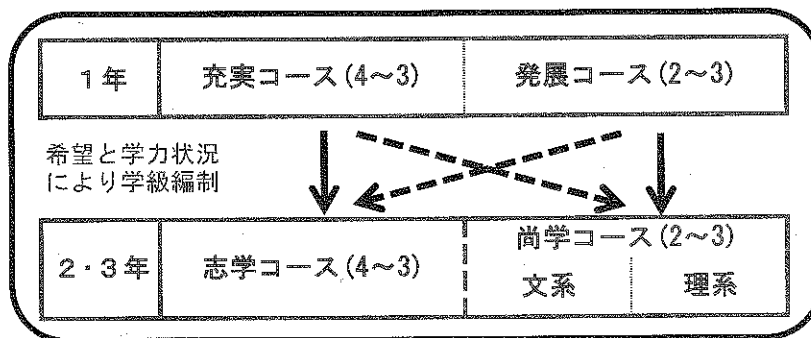 1年
充実コース(4~3)
発展コース(2~3)
希望と学力状況
により学級編制
2・3年
志学コース(4~3)
尚学コース(2~3)
文系
理系